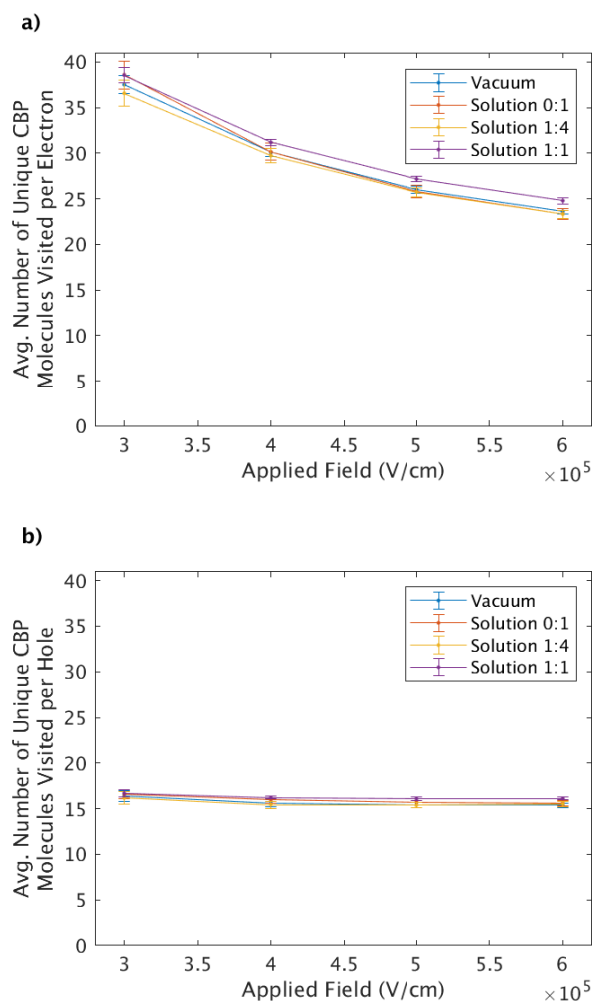 a)
40
35
30
25
20
15
10
5
0
Avg. Number of Unique CBP
Molecules Visited per Electron
Vacuum
Solution 0:1
Solution 1:4
Solution 1:1
3
3.5
4
4.5
5
5.5
6
Applied Field (V/cm)
×10⁵
b)
40
35
30
25
20
15
10
5
0
Avg. Number of Unique CBP
Molecules Visited per Hole
Vacuum
Solution 0:1
Solution 1:4
Solution 1:1
3
3.5
4
4.5
5
5.5
6
Applied Field (V/cm)
×10⁵